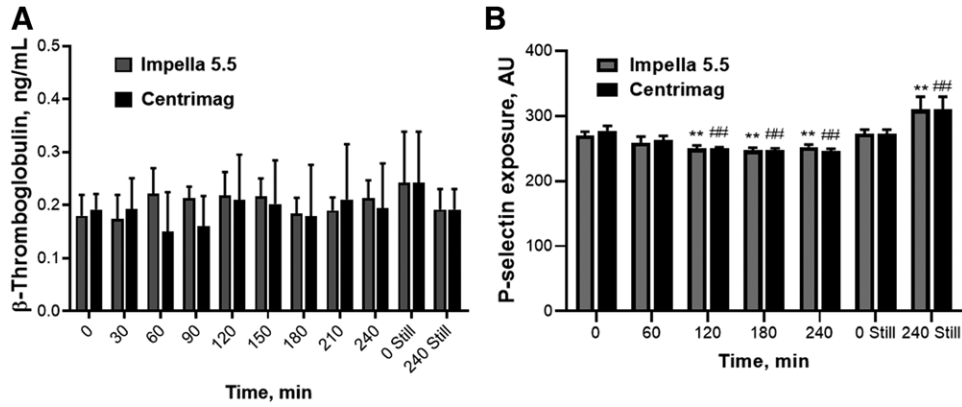 A
β-Thromboglobulin, ng/mL
0.5
0.4
0.3
0.2
0.1
0.0
Impella 5.5
Centrimag
0
30
60
90
120
150
180
210
240
0 Still
240 Still
Time, min
B
P-selectin exposure, AU
400
300
200
100
0
Impella 5.5
Centrimag
** ##
** ##
** ##
** ##
0
60
120
180
240
0 Still
240 Still
Time, min